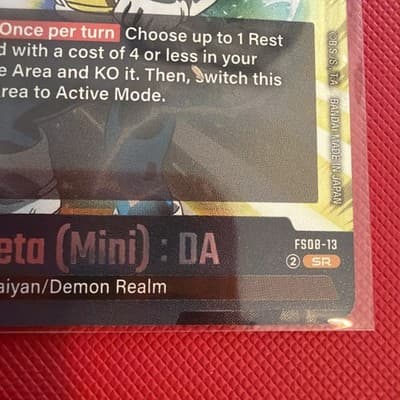 Once per turn Choose up to 1 Rest
d with a cost of 4 or less in your
e Area and KO it. Then, switch this
rea to Active Mode.
©B.S./S., TA BANDAI MADE IN JAPAN
FS08-13
eta (Mini) : DA
② SR
aiyan/Demon Realm